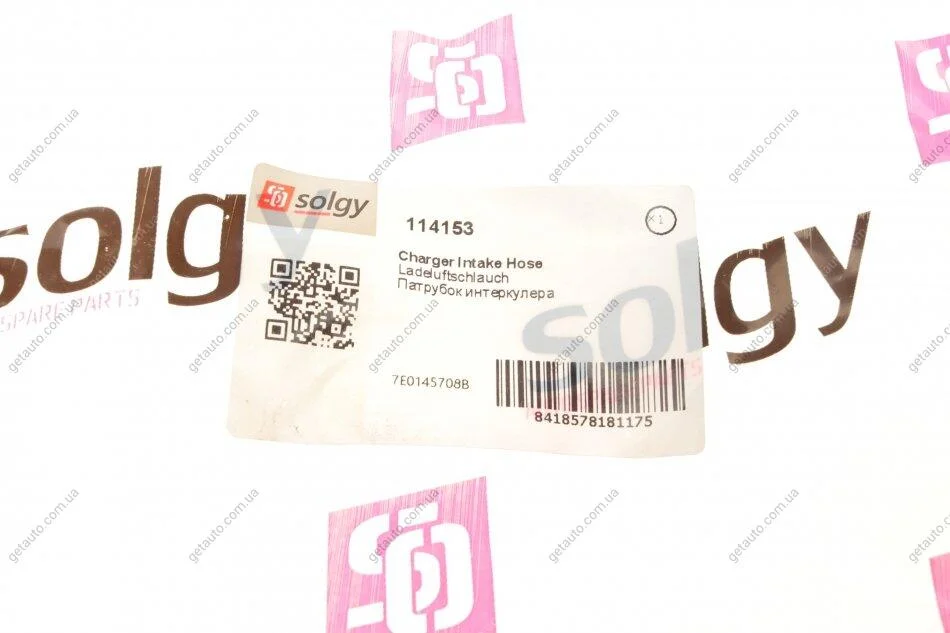 solgy
SPARE PARTS
solgy
114153
x1
Charger Intake Hose
Ladeluftschlauch
Патрубок интеркулера
7E0145708B
8418578181175
solgy
getauto.com.ua